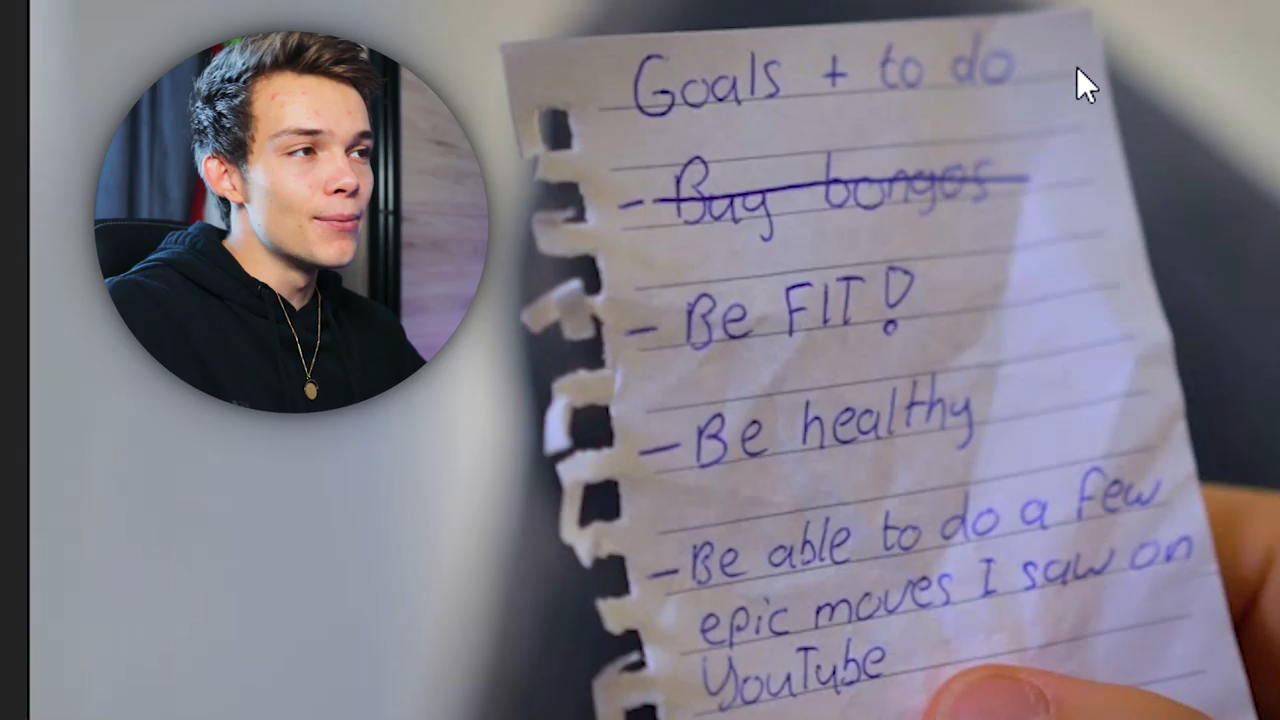 Goals + to do
- Buy bongos
- Be FIT!
- Be healthy
- Be able to do a few
epic moves I saw on
YouTube